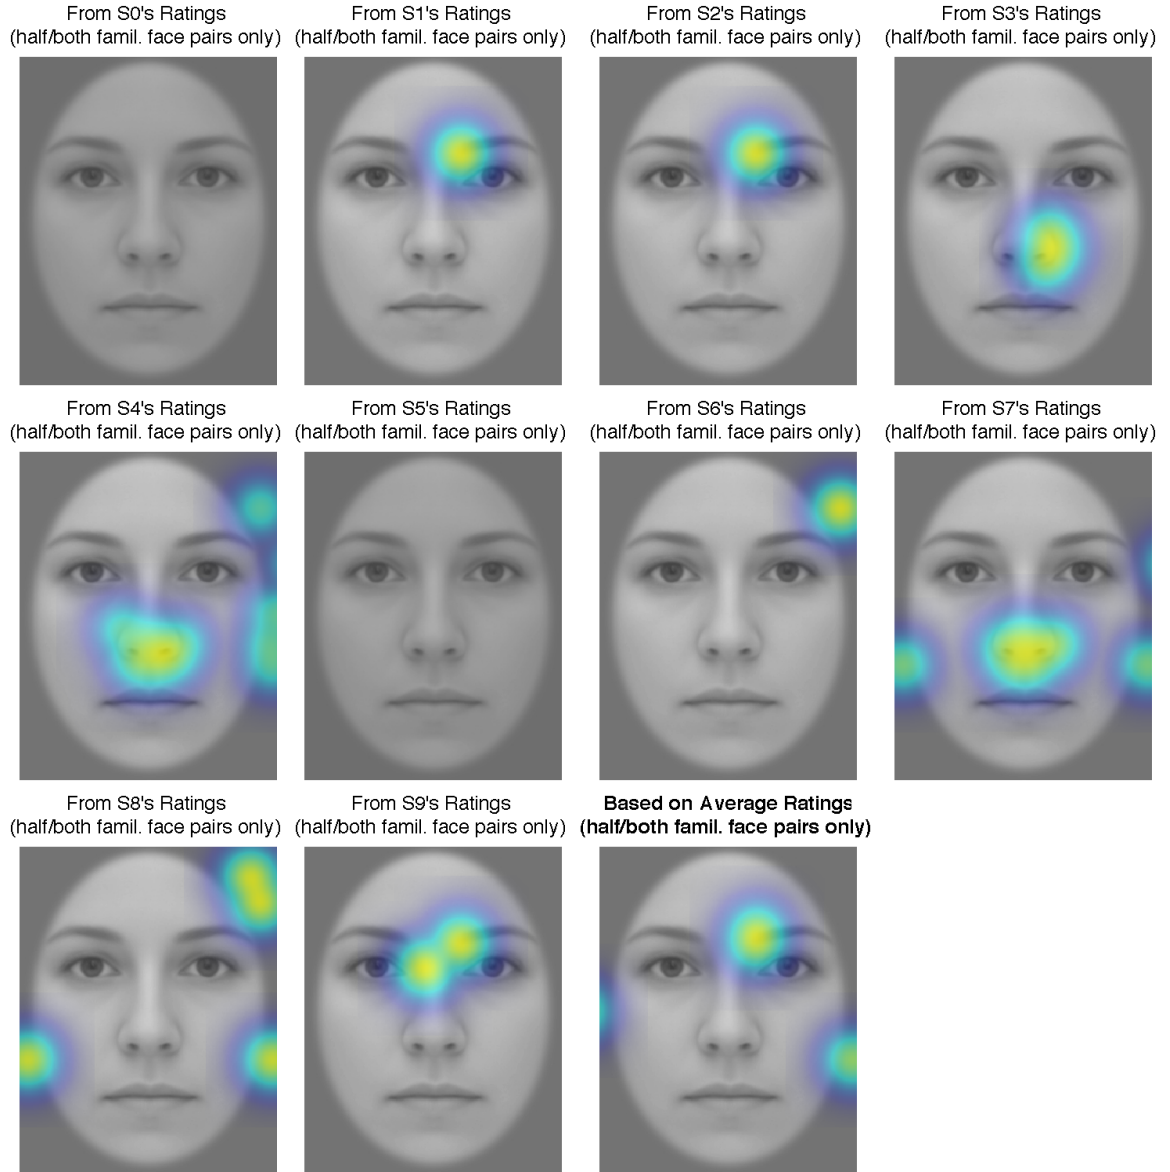 From S0's Ratings
(half/both famil. face pairs only)
From S1's Ratings
(half/both famil. face pairs only)
From S2's Ratings
(half/both famil. face pairs only)
From S3's Ratings
(half/both famil. face pairs only)
From S4's Ratings
(half/both famil. face pairs only)
From S5's Ratings
(half/both famil. face pairs only)
From S6's Ratings
(half/both famil. face pairs only)
From S7's Ratings
(half/both famil. face pairs only)
From S8's Ratings
(half/both famil. face pairs only)
From S9's Ratings
(half/both famil. face pairs only)
Based on Average Ratings
(half/both famil. face pairs only)